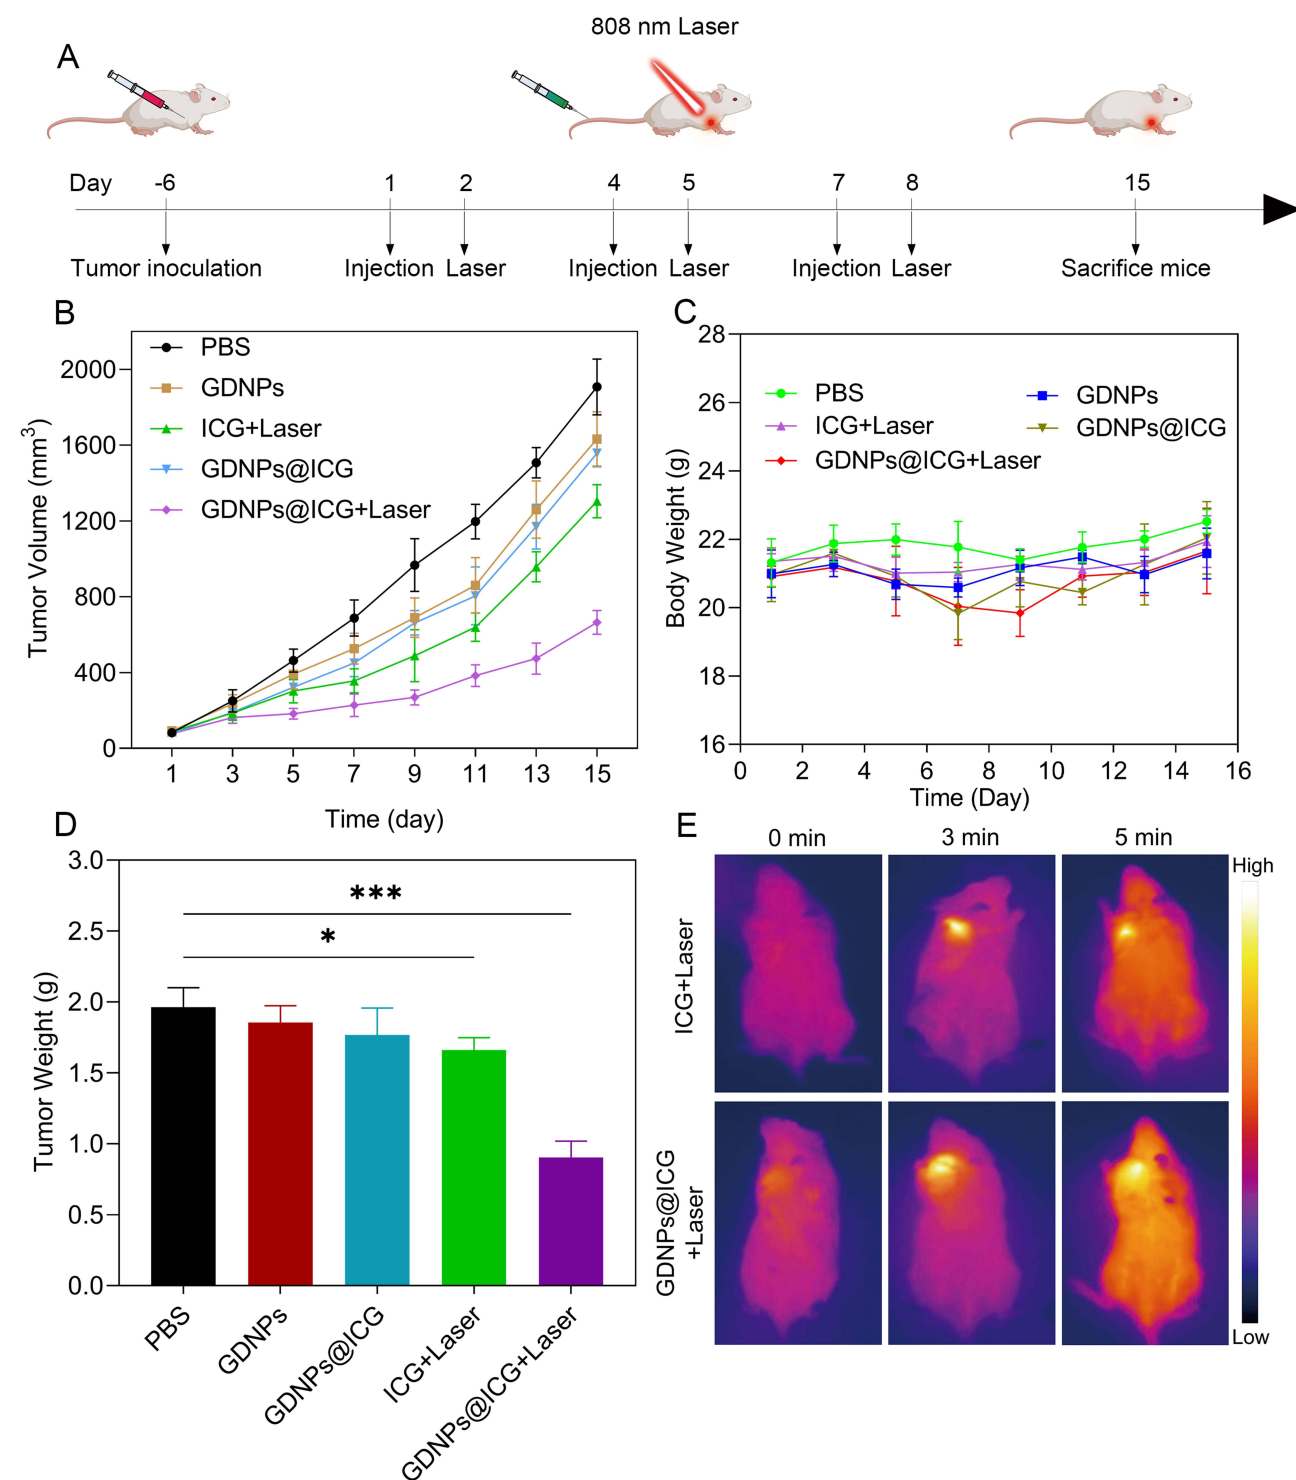 808 nm Laser
A
Day -6 1 2 4 5 7 8 15
Tumor inoculation Injection Laser Injection Laser Injection Laser Sacrifice mice
B
PBS
GDNPs
ICG+Laser
GDNPs@ICG
GDNPs@ICG+Laser
Tumor Volume (mm³)
2000
1600
1200
800
400
0
1 3 5 7 9 11 13 15
Time (day)
C
PBS
ICG+Laser
GDNPs@ICG+Laser
GDNPs
GDNPs@ICG
Body Weight (g)
28
26
24
22
20
18
16
0 2 4 6 8 10 12 14 16
Time (Day)
D
Tumor Weight (g)
3.0
2.5
2.0
1.5
1.0
0.5
0.0
***
*
PBS
GDNPs
GDNPs@ICG
ICG+Laser
GDNPs@ICG+Laser
E
0 min 3 min 5 min
ICG+Laser
GDNPs@ICG
+Laser
High
Low